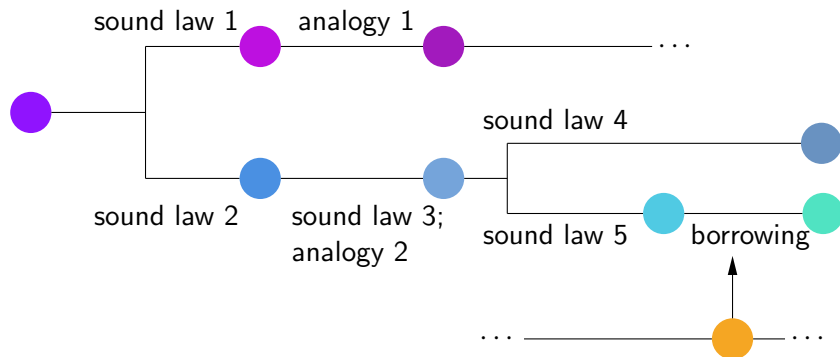 sound law 1
analogy 1
...
sound law 4
sound law 2
sound law 3;
analogy 2
sound law 5
borrowing
...
...